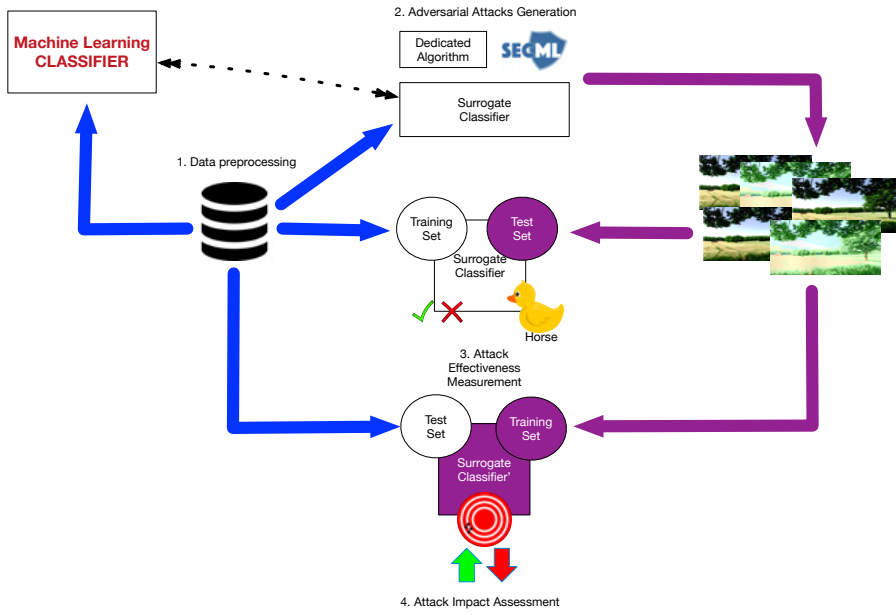 2. Adversarial Attacks Generation
Machine Learning
CLASSIFIER
Dedicated
Algorithm
SECML
Surrogate
Classifier
1. Data preprocessing
Training
Set
Test
Set
Surrogate
Classifier
Horse
3. Attack
Effectiveness
Measurement
Test
Set
Training
Set
Surrogate
Classifier'
4. Attack Impact Assessment